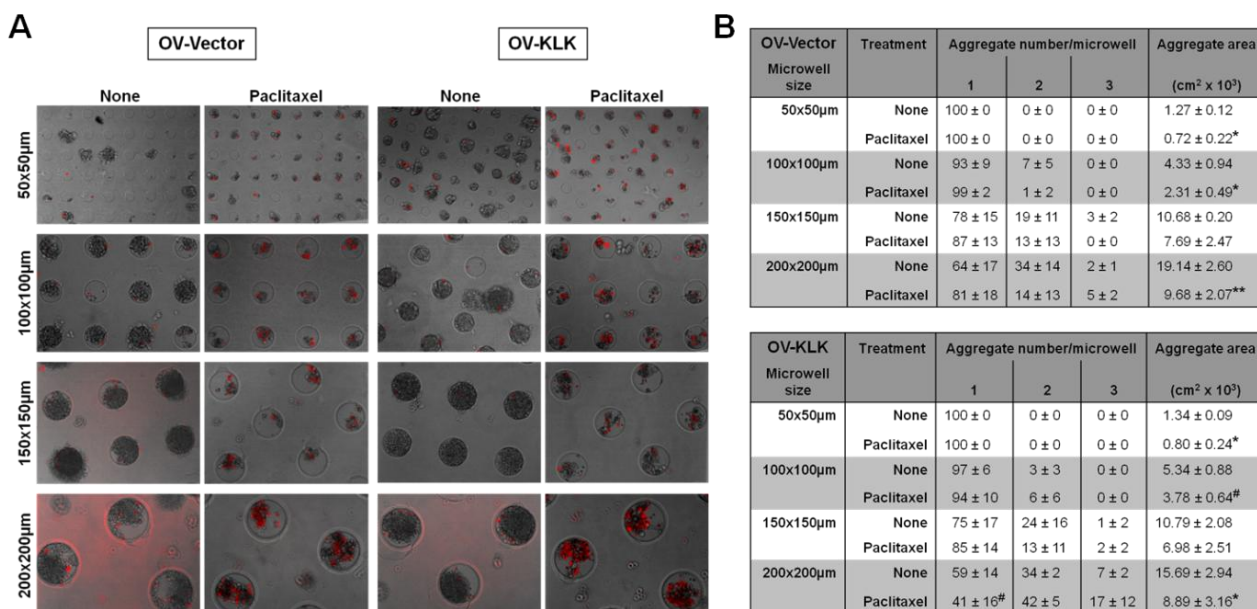 A
OV-Vector
OV-KLK
None
Paclitaxel
None
Paclitaxel
50x50µm
100x100µm
150x150µm
200x200µm
B
OV-Vector Treatment Aggregate number/microwell Aggregate area
Microwell size 1 2 3 (cm² x 10³)
50x50µm None 100 ± 0 0 ± 0 0 ± 0 1.27 ± 0.12
Paclitaxel 100 ± 0 0 ± 0 0 ± 0 0.72 ± 0.22*
100x100µm None 93 ± 9 7 ± 5 0 ± 0 4.33 ± 0.94
Paclitaxel 99 ± 2 1 ± 2 0 ± 0 2.31 ± 0.49*
150x150µm None 78 ± 15 19 ± 11 3 ± 2 10.68 ± 0.20
Paclitaxel 87 ± 13 13 ± 13 0 ± 0 7.69 ± 2.47
200x200µm None 64 ± 17 34 ± 14 2 ± 1 19.14 ± 2.60
Paclitaxel 81 ± 18 14 ± 13 5 ± 2 9.68 ± 2.07**
OV-KLK Treatment Aggregate number/microwell Aggregate area
Microwell size 1 2 3 (cm² x 10³)
50x50µm None 100 ± 0 0 ± 0 0 ± 0 1.34 ± 0.09
Paclitaxel 100 ± 0 0 ± 0 0 ± 0 0.80 ± 0.24*
100x100µm None 97 ± 6 3 ± 3 0 ± 0 5.34 ± 0.88
Paclitaxel 94 ± 10 6 ± 6 0 ± 0 3.78 ± 0.64#
150x150µm None 75 ± 17 24 ± 16 1 ± 2 10.79 ± 2.08
Paclitaxel 85 ± 14 13 ± 11 2 ± 2 6.98 ± 2.51
200x200µm None 59 ± 14 34 ± 2 7 ± 2 15.69 ± 2.94
Paclitaxel 41 ± 16# 42 ± 5 17 ± 12 8.89 ± 3.16*